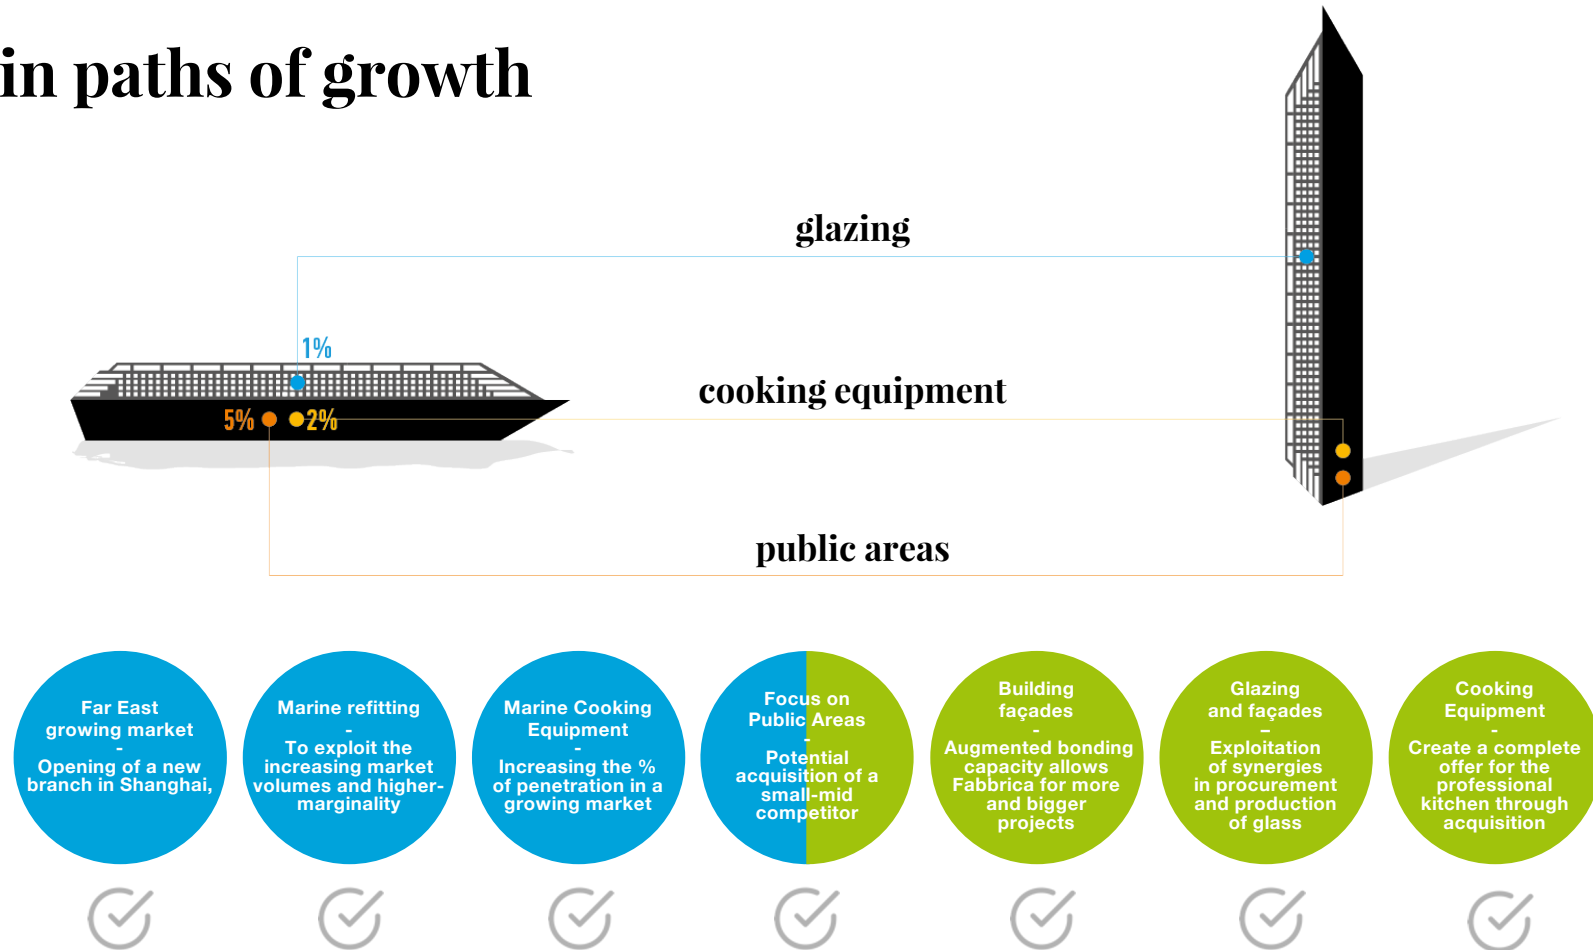 in paths of growth
glazing
1%
cooking equipment
5%
2%
public areas
Far East
growing market
-
Opening of a new
branch in Shanghai,
Marine refitting
-
To exploit the
increasing market
volumes and higher-
marginality
Marine Cooking
Equipment
-
Increasing the %
of penetration in a
growing market
Focus on
Public Areas
-
Potential
acquisition of a
small-mid
competitor
Building
façades
-
Augmented bonding
capacity allows
Fabbrica for more
and bigger
projects
Glazing
and façades
–
Exploitation
of synergies
in procurement
and production
of glass
Cooking
Equipment
-
Create a complete
offer for the
professional
kitchen through
acquisition